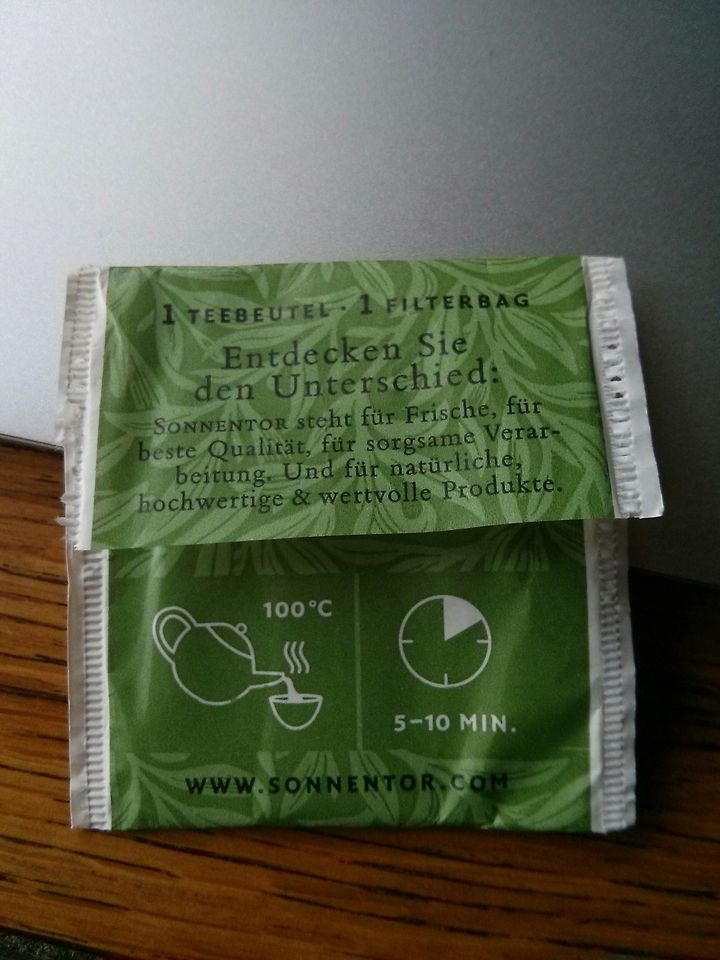 1 TEEBEUTEL · 1 FILTERBAG
Entdecken Sie
den Unterschied:
SONNENTOR steht für Frische, für
beste Qualität, für sorgsame Verar-
beitung. Und für natürliche,
hochwertige & wertvolle Produkte.
100°C
5–10 MIN.
WWW.SONNENTOR.COM